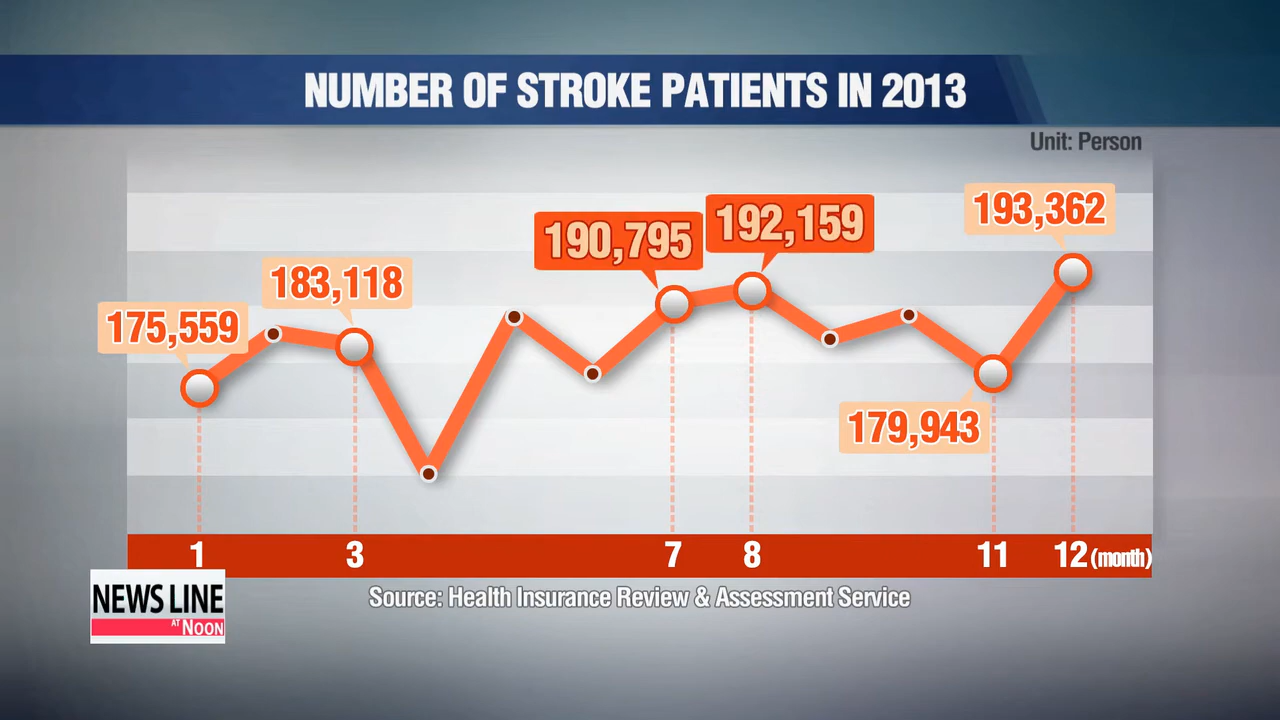 NUMBER OF STROKE PATIENTS IN 2013
Unit: Person
175,559
183,118
190,795
192,159
179,943
193,362
1 3 7 8 11 12 (month)
Source: Health Insurance Review & Assessment Service
NEWS LINE
AT NOON